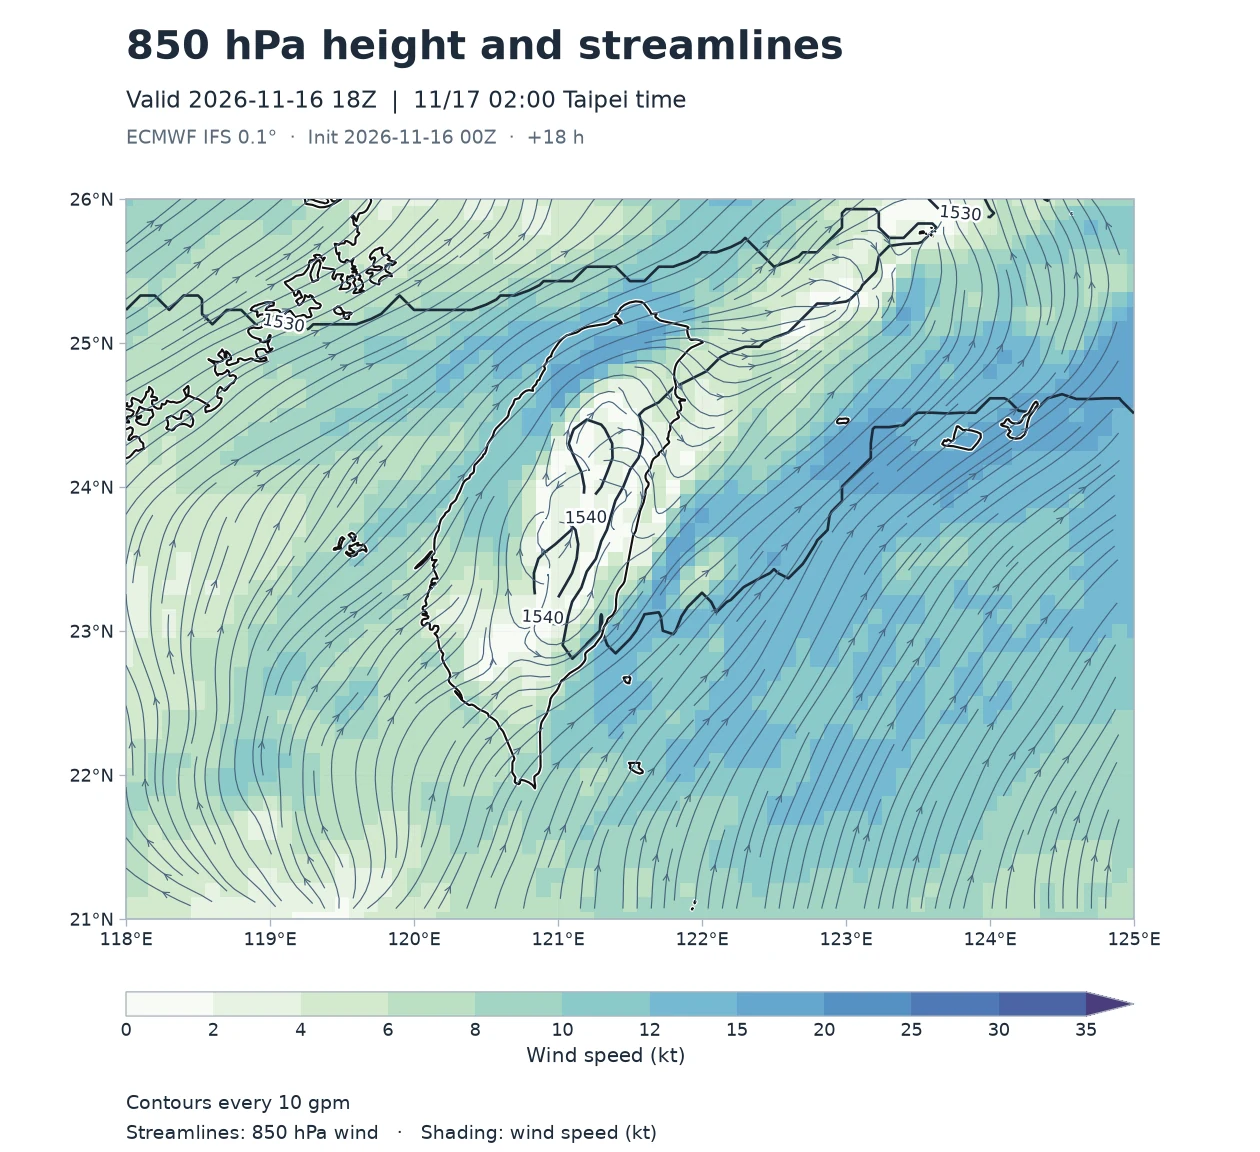 850 hPa height and streamlines
Valid 2026-11-16 18Z | 11/17 02:00 Taipei time
ECMWF IFS 0.1° · Init 2026-11-16 00Z · +18 h
26°N
1530
1530
25°N
24°N
1540
23°N
1540
22°N
21°N
118°E 119°E 120°E 121°E 122°E 123°E 124°E 125°E
0 2 4 6 8 10 12 15 20 25 30 35
Wind speed (kt)
Contours every 10 gpm
Streamlines: 850 hPa wind · Shading: wind speed (kt)